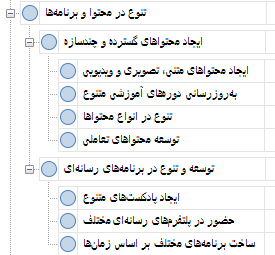 تنوع در محتوا و برنامه‌ها
ایجاد محتواهای گسترده و چندسازه
ایجاد محتواهای متنی، تصویری و ویدیویی
به‌روزرسانی دوره‌های آموزشی متنوع
تنوع در انواع محتواها
توسعه محتواهای تعاملی
توسعه و تنوع در برنامه‌های رسانه‌ای
ایجاد پادکست‌های متنوع
حضور در پلتفرم‌های رسانه‌ای مختلف
ساخت برنامه‌های مختلف بر اساس زمان‌ها